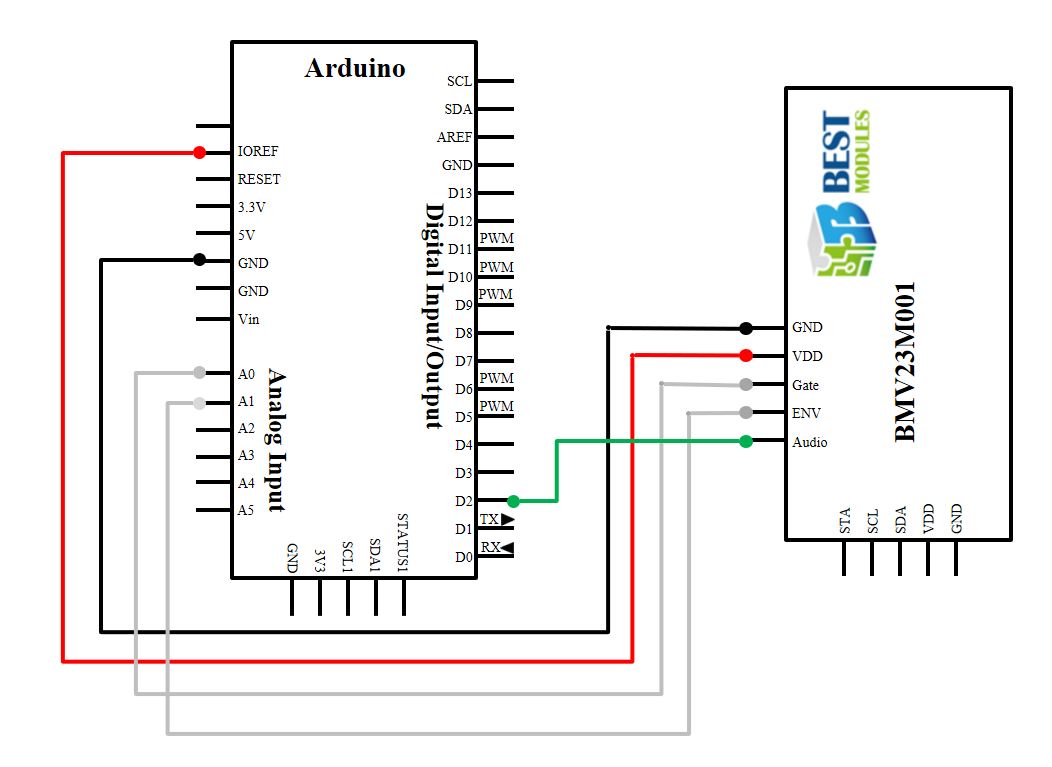 Arduino
IOREF
RESET
3.3V
5V
GND
GND
Vin
A0
A1
A2
A3
A4
A5
Analog Input
SCL
SDA
AREF
GND
D13
D12
PWM
D11
PWM
D10
PWM
D9
D8
D7
PWM
D6
PWM
D5
D4
D3
D2
TX
D1
RX
D0
Digital Input/Output
GND
3V3
SCL1
SDA1
STATUS1
BEST
MODULES
BMV23M001
GND
VDD
Gate
ENV
Audio
STA
SCL
SDA
VDD
GND